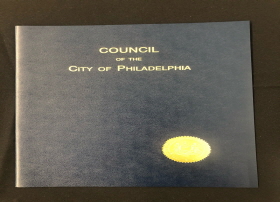 COUNCIL
OF THE
CITY OF PHILADELPHIA